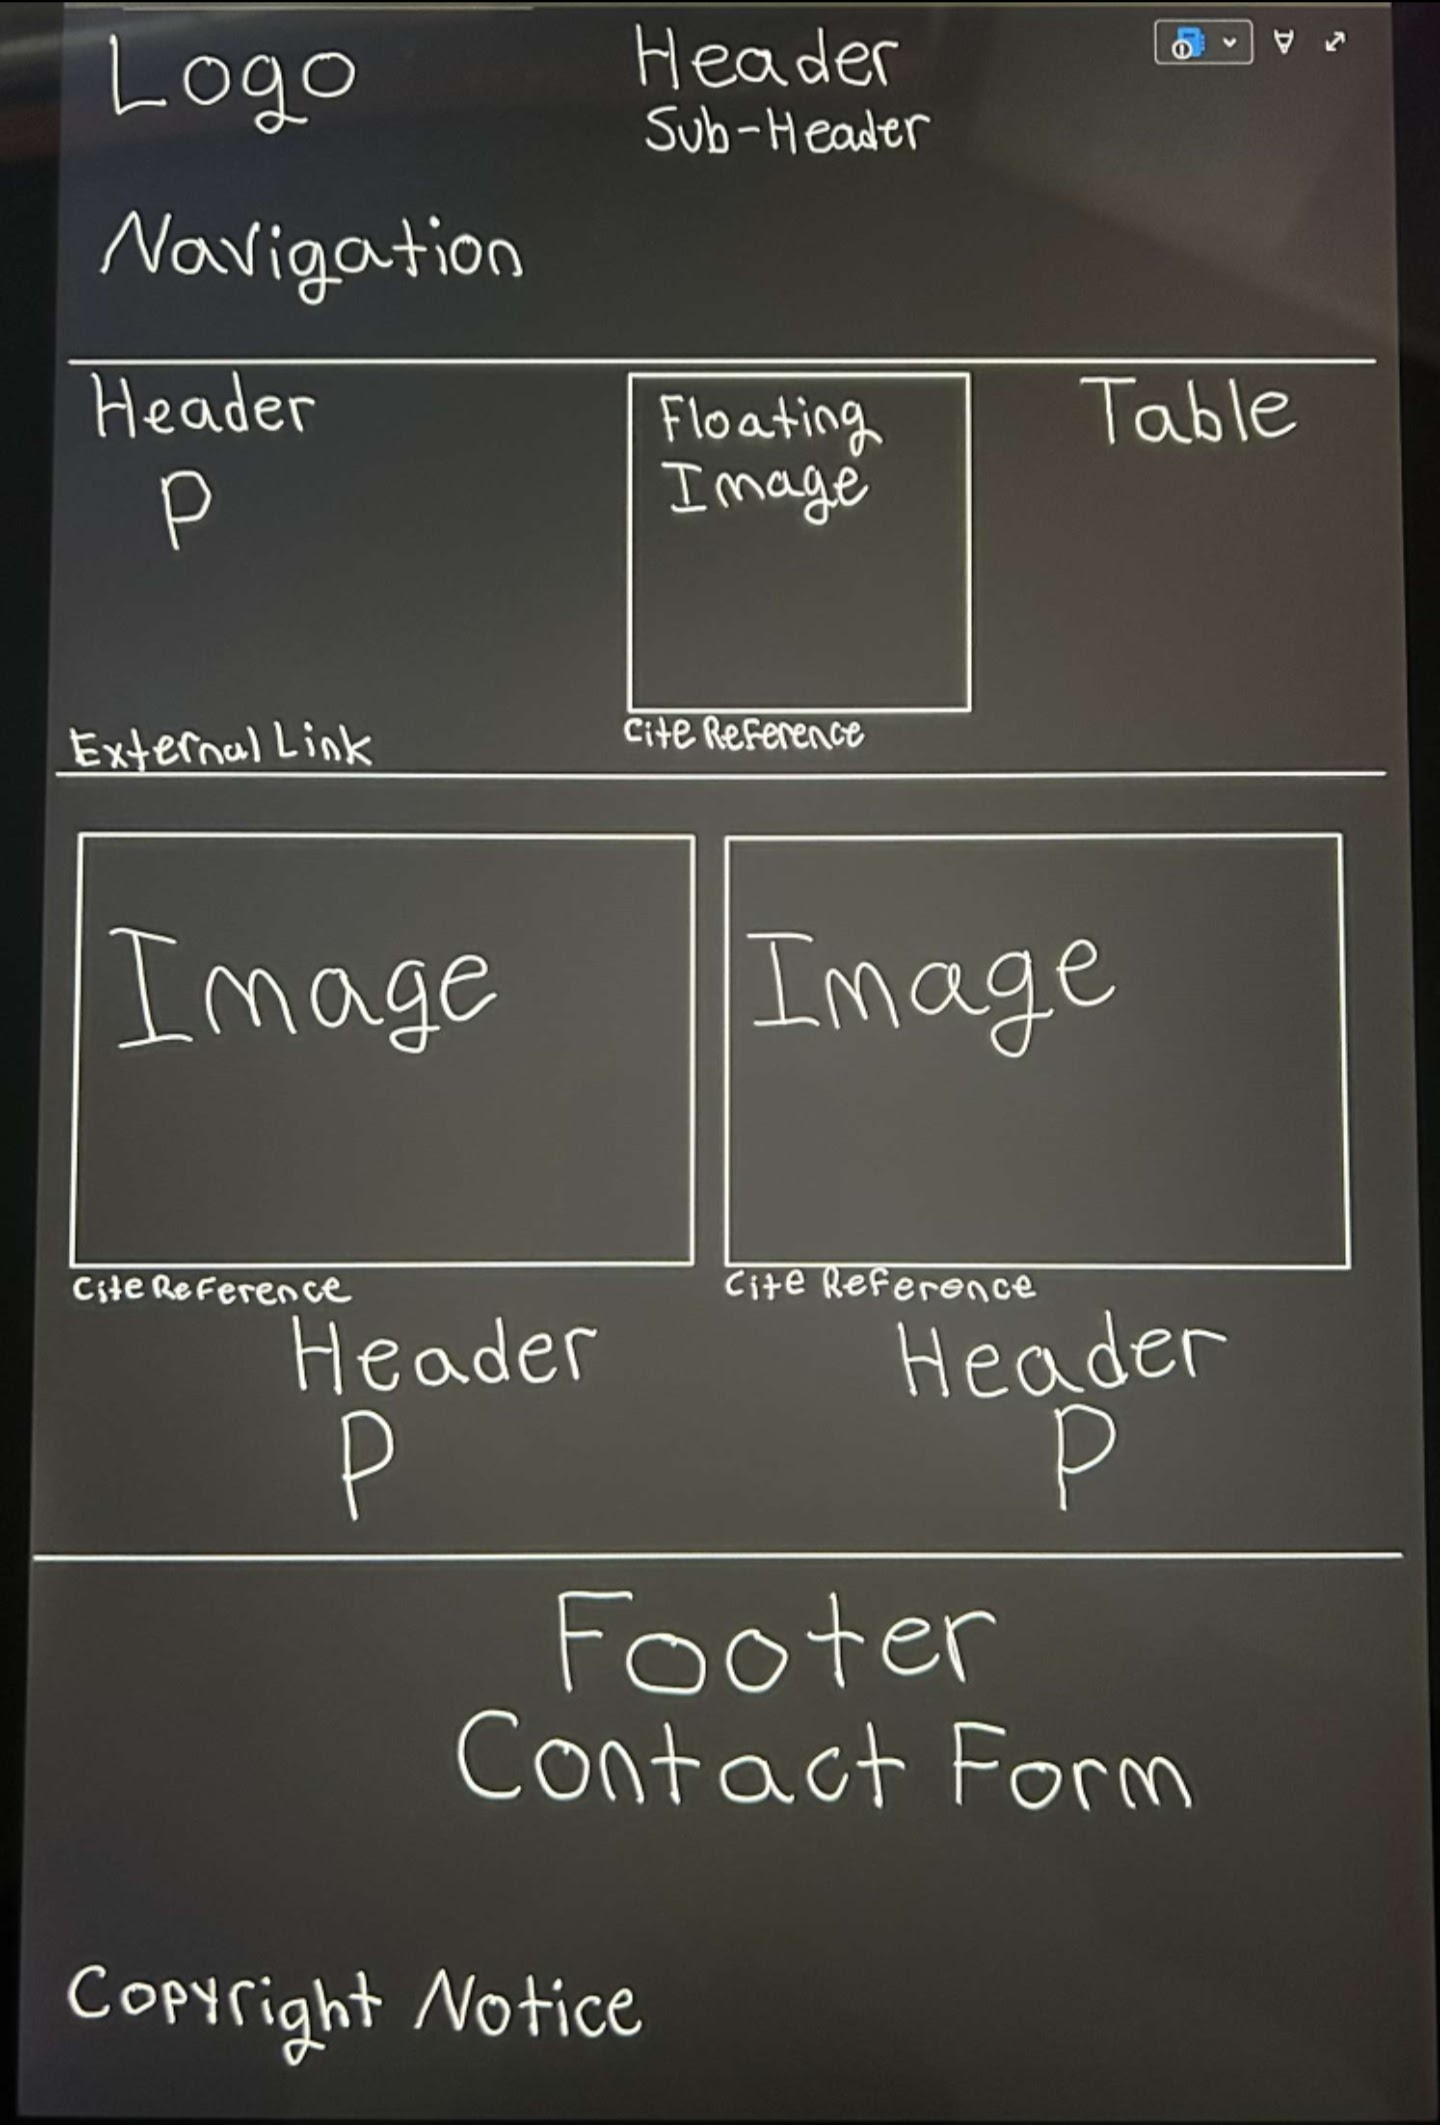 Logo
Header
Sub-Header
Navigation
Header
P
External Link
Floating
Image
Cite Reference
Table
Image
Cite Reference
Header
P
Image
Cite Reference
Header
P
Footer
Contact Form
Copyright Notice